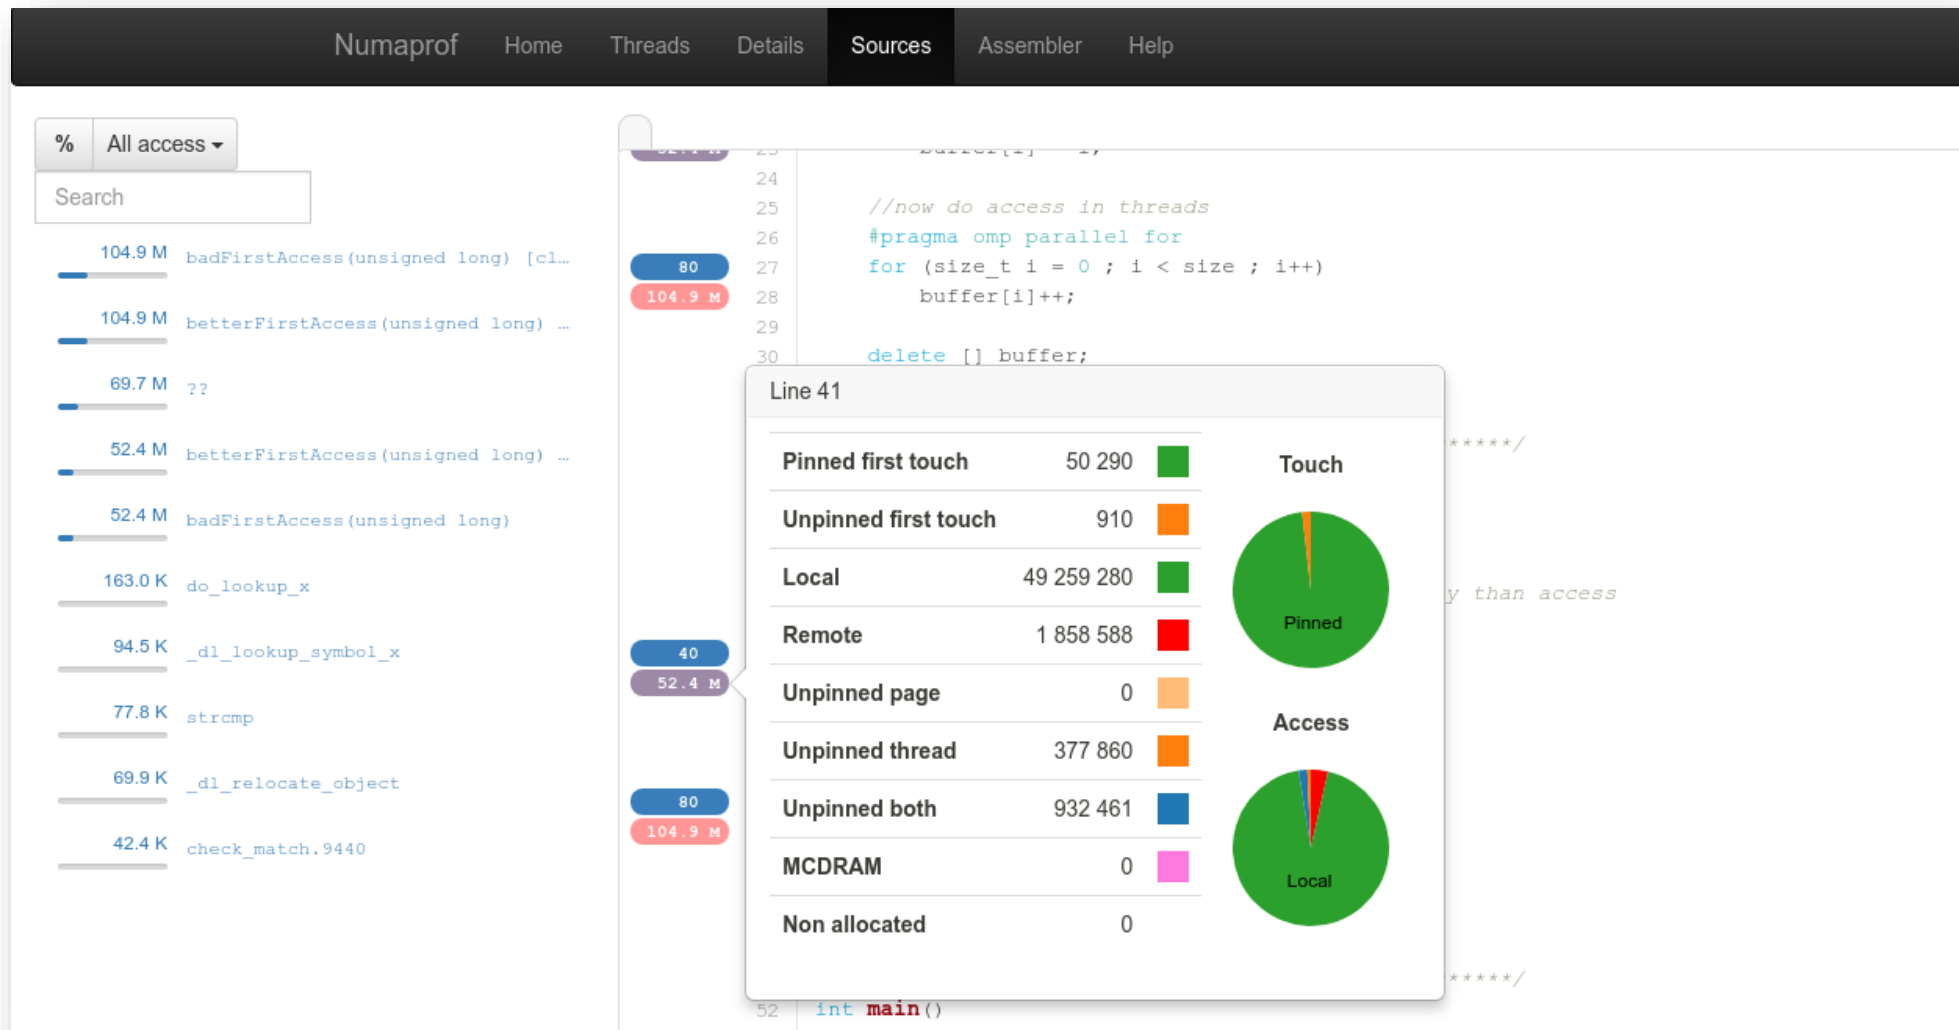 Numaprof Home Threads Details Sources Assembler Help
% All access
Search
104.9 M badFirstAccess(unsigned long) [cl…
104.9 M betterFirstAccess(unsigned long) …
69.7 M ??
52.4 M betterFirstAccess(unsigned long) …
52.4 M badFirstAccess(unsigned long)
163.0 K do_lookup_x
94.5 K _dl_lookup_symbol_x
77.8 K strcmp
69.9 K _dl_relocate_object
42.4 K check_match.9440
24
25 //now do access in threads
26 #pragma omp parallel for
80 27 for (size_t i = 0 ; i < size ; i++)
104.9 M 28 buffer[i]++;
29
30 delete [] buffer;
*****/
y than access
40
52.4 M
80
104.9 M
*****/
52 int main()
Line 41
Pinned first touch 50 290
Unpinned first touch 910
Local 49 259 280
Remote 1 858 588
Unpinned page 0
Unpinned thread 377 860
Unpinned both 932 461
MCDRAM 0
Non allocated 0
Touch
Pinned
Access
Local